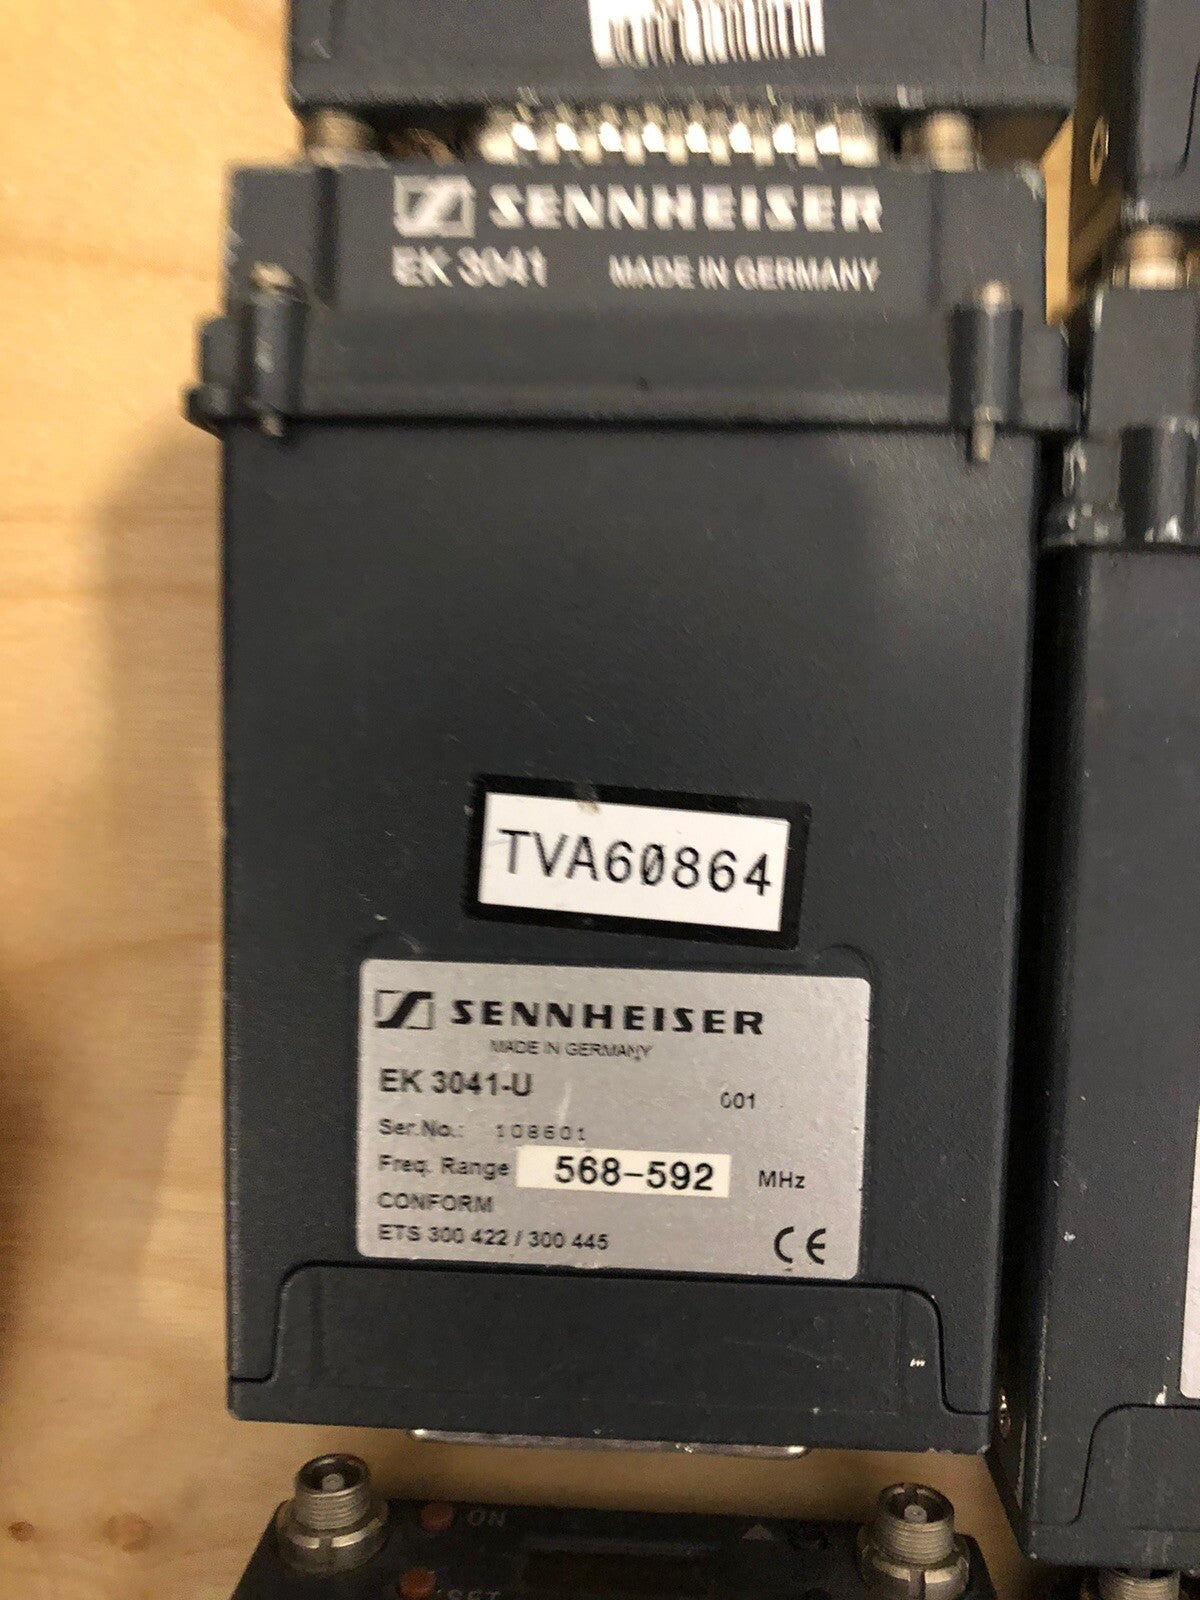 SENNHEISER
EK 3041 MADE IN GERMANY
TVA60864
SENNHEISER
MADE IN GERMANY
EK 3041-U 001
Ser.No.: 108601
Freq. Range 568-592 MHz
CONFORM
ETS 300 422 / 300 445
CE
ON
SET